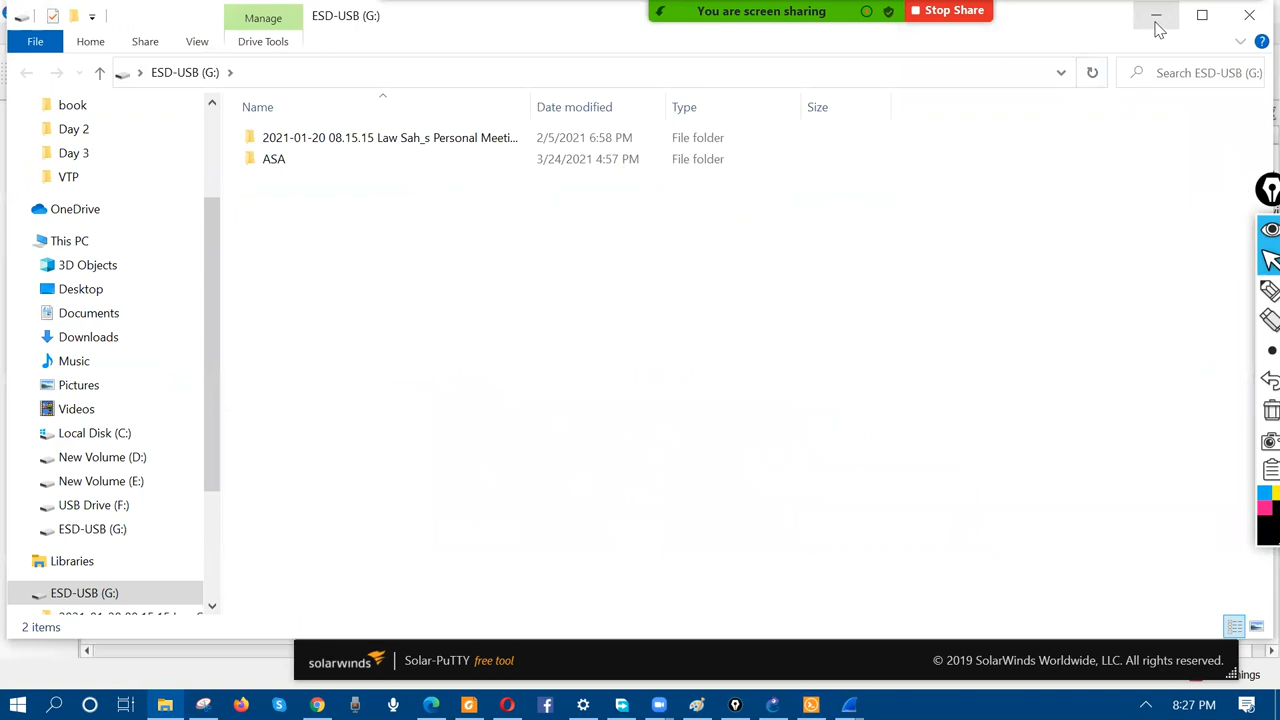 Manage
ESD-USB (G:)
You are screen sharing
Stop Share
File
Home
Share
View
Drive Tools
ESD-USB (G:)
Search ESD-USB (G:)
Name
Date modified
Type
Size
2021-01-20 08.15.15 Law Sah_s Personal Meeti...
2/5/2021 6:58 PM
File folder
ASA
3/24/2021 4:57 PM
File folder
book
Day 2
Day 3
VTP
OneDrive
This PC
3D Objects
Desktop
Documents
Downloads
Music
Pictures
Videos
Local Disk (C:)
New Volume (D:)
New Volume (E:)
USB Drive (F:)
ESD-USB (G:)
Libraries
ESD-USB (G:)
2 items
solarwinds
Solar-PuTTY free tool
© 2019 SolarWinds Worldwide, LLC. All rights reserved.
8:27 PM